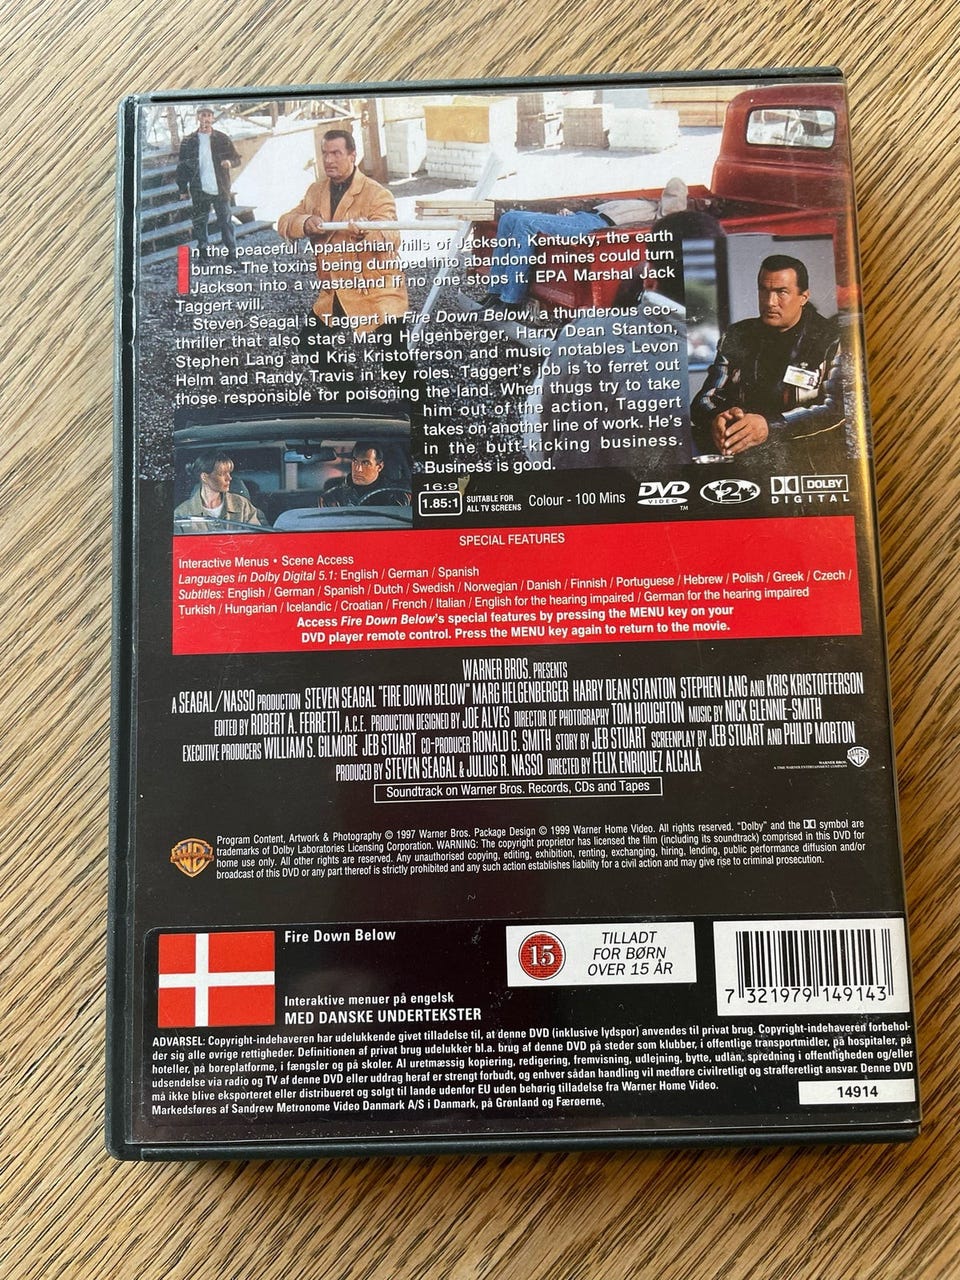 In the peaceful Appalachian hills of Jackson, Kentucky, the earth
burns. The toxins being dumped into abandoned mines could turn
Jackson into a wasteland if no one stops it. EPA Marshal Jack
Taggert will.
Steven Seagal is Taggert in Fire Down Below, a thunderous eco-
thriller that also stars Marg Helgenberger, Harry Dean Stanton,
Stephen Lang and Kris Kristofferson and music notables Levon
Helm and Randy Travis in key roles. Taggert's job is to ferret out
those responsible for poisoning the land. When thugs try to take
him out of the action, Taggert
takes on another line of work. He's
in the butt-kicking business.
Business is good.
16:9
1.85:1 SUITABLE FOR ALL TV SCREENS Colour - 100 Mins DVD VIDEO TM 2 DOLBY DIGITAL
SPECIAL FEATURES
Interactive Menus • Scene Access
Languages in Dolby Digital 5.1: English / German / Spanish
Subtitles: English / German / Spanish / Dutch / Swedish / Norwegian / Danish / Finnish / Portuguese / Hebrew / Polish / Greek / Czech /
Turkish / Hungarian / Icelandic / Croatian / French / Italian / English for the hearing impaired / German for the hearing impaired
Access Fire Down Below's special features by pressing the MENU key on your
DVD player remote control. Press the MENU key again to return to the movie.
WARNER BROS. PRESENTS
A SEAGAL/NASSO PRODUCTION STEVEN SEAGAL "FIRE DOWN BELOW" MARG HELGENBERGER HARRY DEAN STANTON STEPHEN LANG AND KRIS KRISTOFFERSON
EDITED BY ROBERT A. FERRETTI, A.C.E. PRODUCTION DESIGNED BY JOE ALVES DIRECTOR OF PHOTOGRAPHY TOM HOUGHTON MUSIC BY NICK GLENNIE-SMITH
EXECUTIVE PRODUCERS WILLIAM S. GILMORE JEB STUART CO-PRODUCER RONALD G. SMITH STORY BY JEB STUART SCREENPLAY BY JEB STUART AND PHILIP MORTON
PRODUCED BY STEVEN SEAGAL & JULIUS R. NASSO DIRECTED BY FELIX ENRIQUEZ ALCALÁ
WARNER BROS.
A TIME WARNER ENTERTAINMENT COMPANY
Soundtrack on Warner Bros. Records, CDs and Tapes
Program Content, Artwork & Photography © 1997 Warner Bros. Package Design © 1999 Warner Home Video. All rights reserved. "Dolby" and the DD symbol are
trademarks of Dolby Laboratories Licensing Corporation. WARNING: The copyright proprietor has licensed the film (including its soundtrack) comprised in this DVD for
home use only. All other rights are reserved. Any unauthorised copying, editing, exhibition, renting, exchanging, hiring, lending, public performance diffusion and/or
broadcast of this DVD or any part thereof is strictly prohibited and any such action establishes liability for a civil action and may give rise to criminal prosecution.
Fire Down Below
15
TILLADT
FOR BØRN
OVER 15 ÅR
7 321979 149143
Interaktive menuer på engelsk
MED DANSKE UNDERTEKSTER
ADVARSEL: Copyright-indehaveren har udelukkende givet tilladelse til, at denne DVD (inklusive lydspor) anvendes til privat brug. Copyright-indehaveren forbehol-
der sig alle øvrige rettigheder. Definitionen af privat brug udelukker bl.a. brug af denne DVD på steder som klubber, i offentlige transportmidler, på hospitaler, på
hoteller, på boreplatforme, i fængsler og på skoler. Al uretmæssig kopiering, redigering, fremvisning, udlejning, bytte, udlån, spredning i offentligheden og/eller
udsendelse via radio og TV af denne DVD eller uddrag heraf er strengt forbudt, og enhver sådan handling vil medføre civilretligt og strafferetligt ansvar. Denne DVD
må ikke blive eksporteret eller distribueret og solgt til lande udenfor EU uden behørig tilladelse fra Warner Home Video.
Markedsføres af Sandrew Metronome Video Danmark A/S i Danmark, på Grønland og Færøerne.
14914